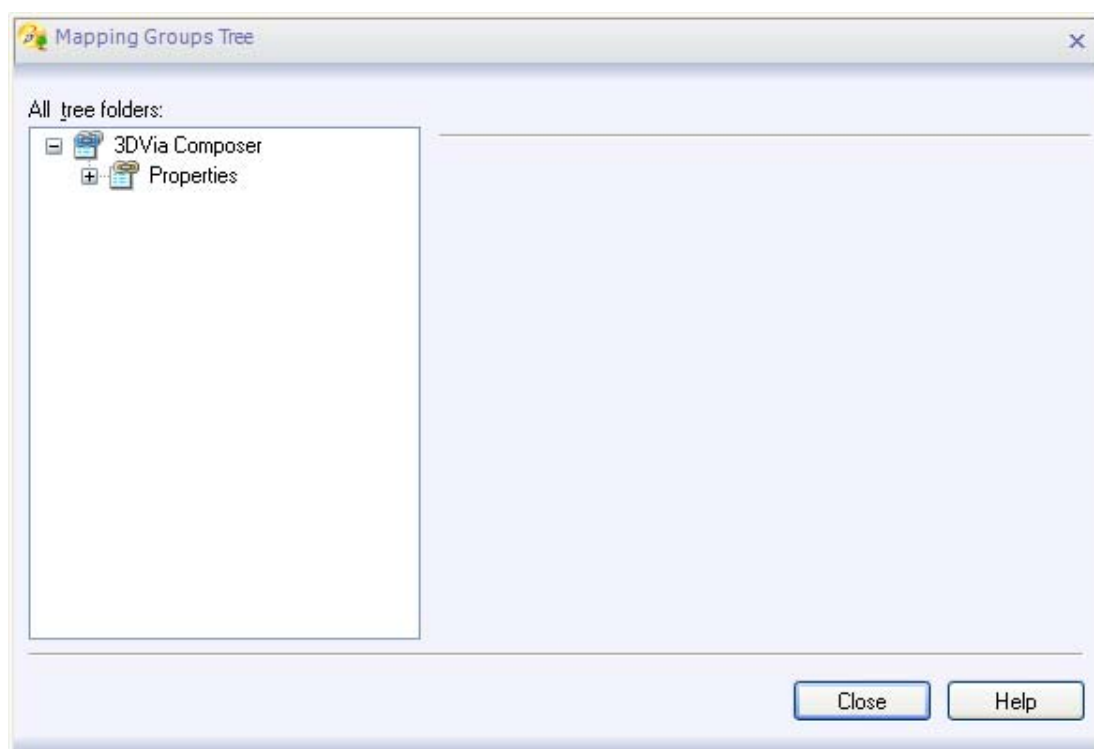 Mapping Groups Tree
All tree folders:
3DVia Composer
Properties
Close
Help